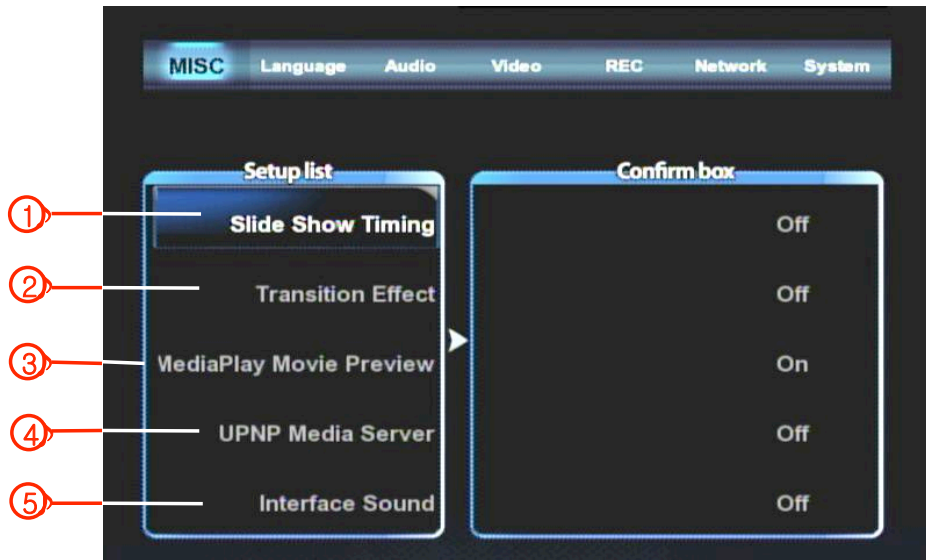 MISC Language Audio Video REC Network System
Setup list Confirm box
① Slide Show Timing Off
② Transition Effect Off
③ MediaPlay Movie Preview On
④ UPNP Media Server Off
⑤ Interface Sound Off